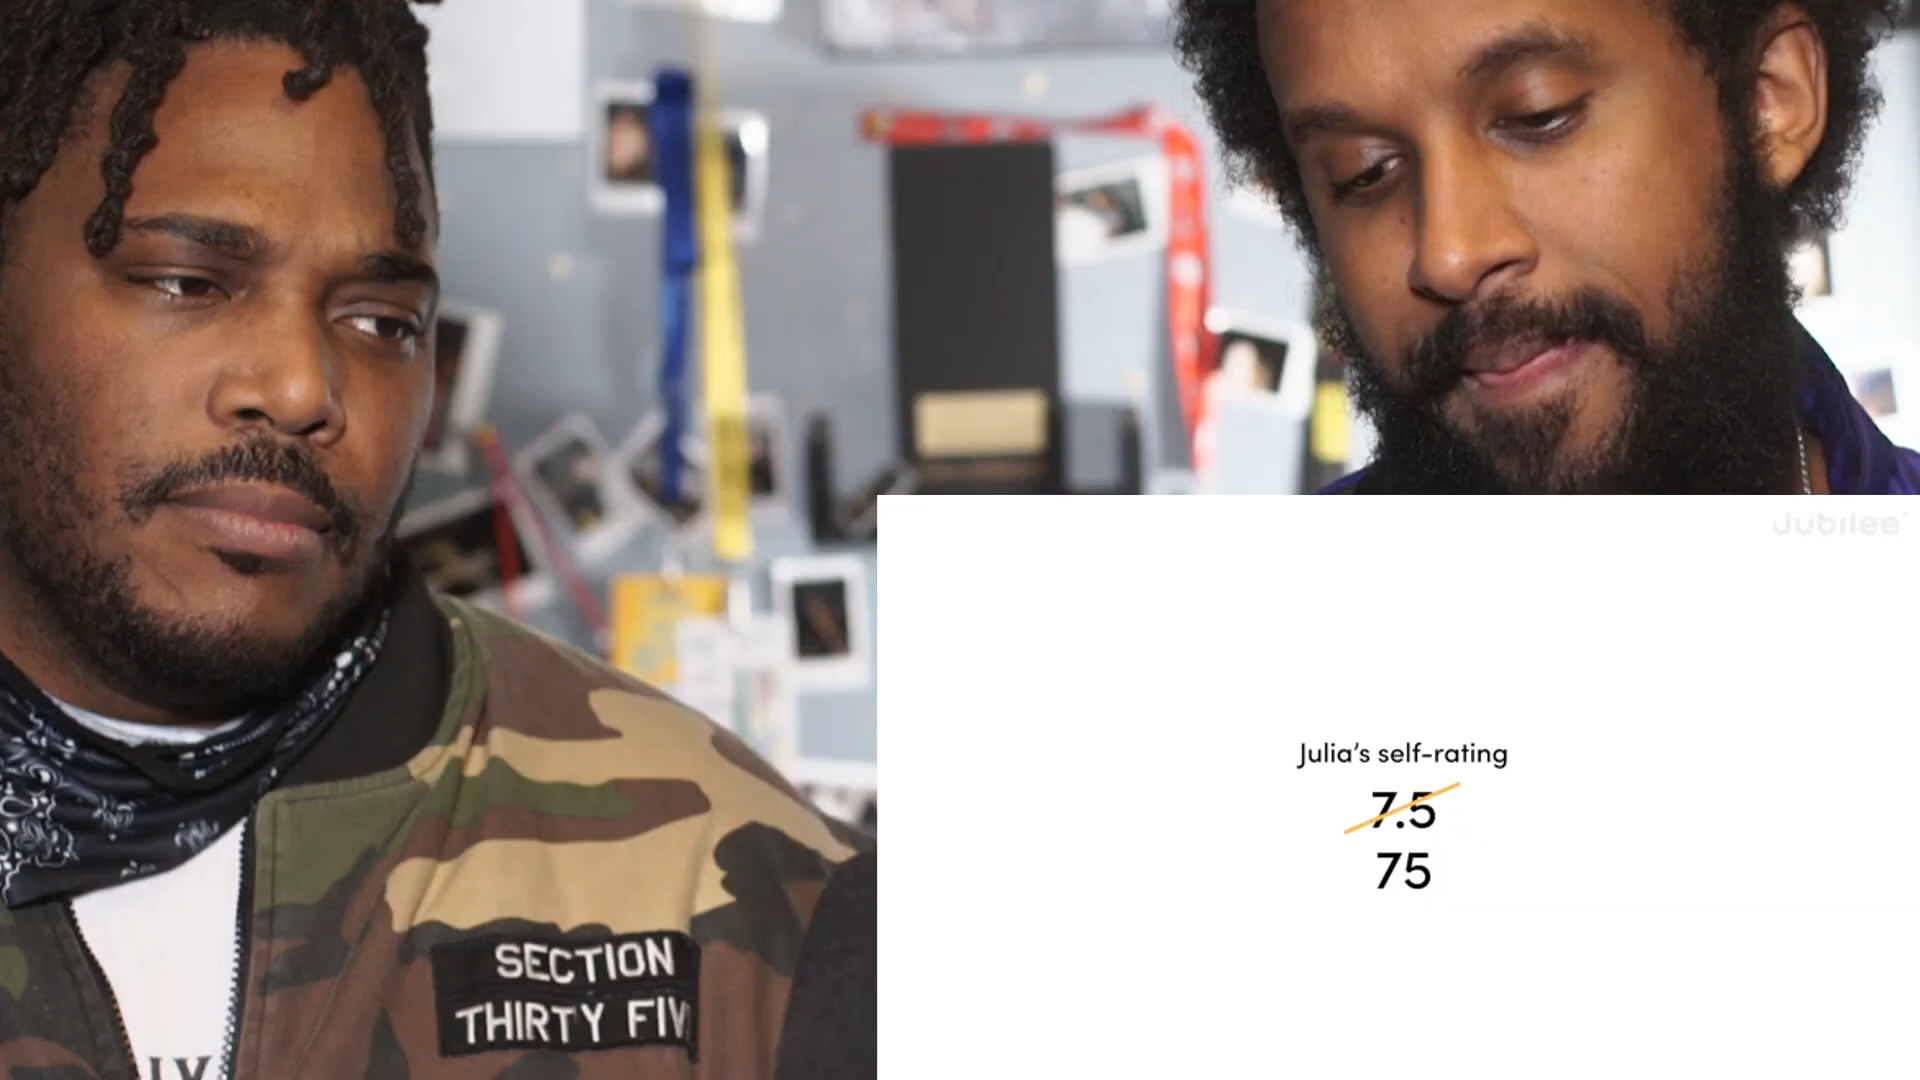 Jubilee
Julia's self-rating
7.5
75
SECTION
THIRTY FIV